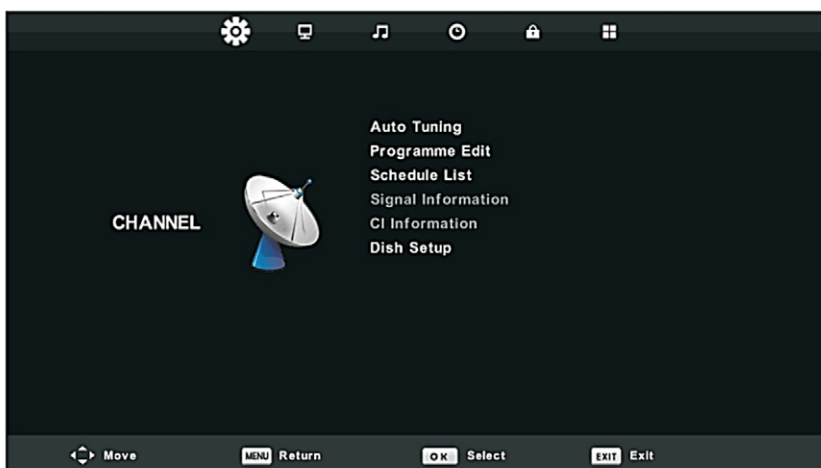 CHANNEL
Auto Tuning
Programme Edit
Schedule List
Signal Information
CI Information
Dish Setup
Move MENU Return OK Select EXIT Exit